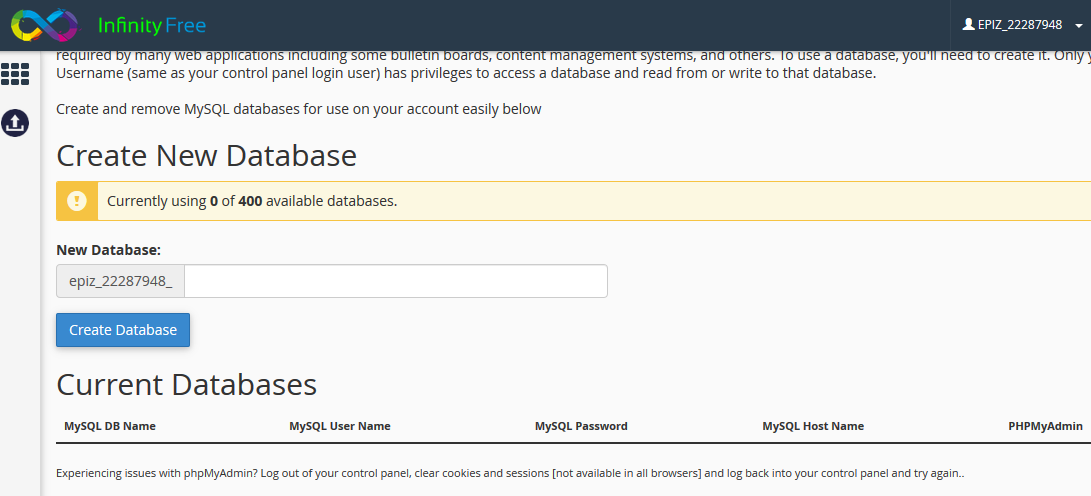 Infinity Free
EPIZ_22287948
required by many web applications including some bulletin boards, content management systems, and others. To use a database, you'll need to create it. Only
Username (same as your control panel login user) has privileges to access a database and read from or write to that database.
Create and remove MySQL databases for use on your account easily below
Create New Database
Currently using 0 of 400 available databases.
New Database:
epiz_22287948_
Create Database
Current Databases
MySQL DB Name MySQL User Name MySQL Password MySQL Host Name PHPMyAdmin
Experiencing issues with phpMyAdmin? Log out of your control panel, clear cookies and sessions [not available in all browsers] and log back into your control panel and try again..